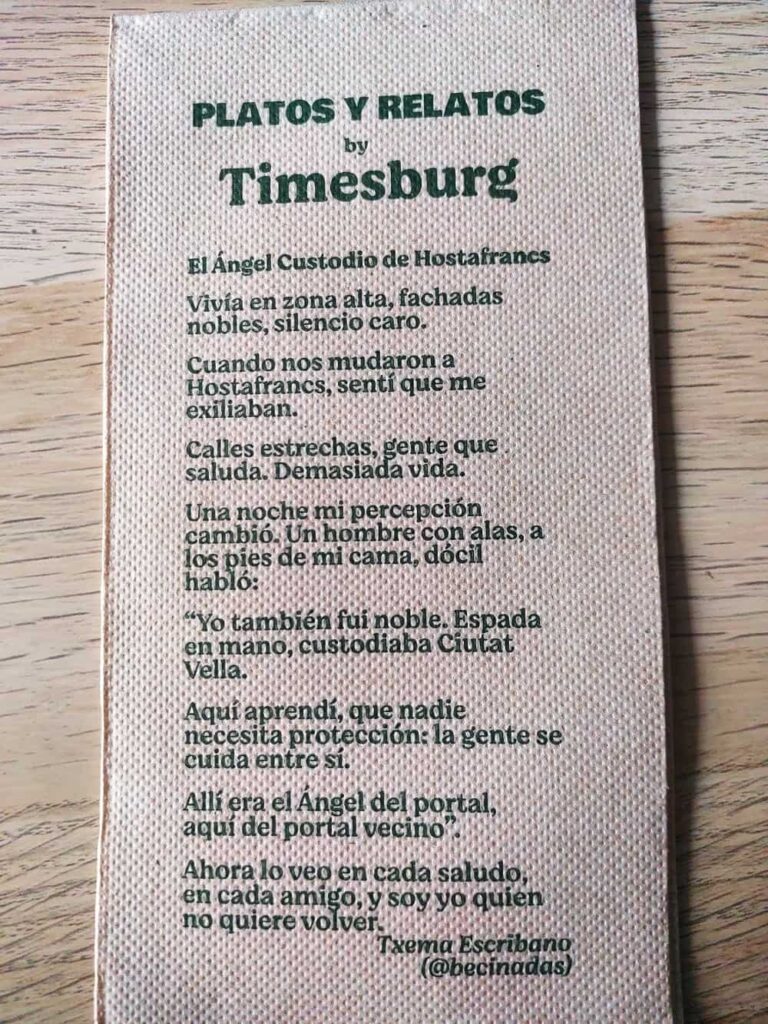 PLATOS Y RELATOS
by
Timesburg
El Ángel Custodio de Hostafrancs
Vivía en zona alta, fachadas
nobles, silencio caro.
Cuando nos mudaron a
Hostafrancs, sentí que me
exiliaban.
Calles estrechas, gente que
saluda. Demasiada vida.
Una noche mi percepción
cambió. Un hombre con alas, a
los pies de mi cama, dócil
habló:
“Yo también fui noble. Espada
en mano, custodiaba Ciutat
Vella.
Aquí aprendí, que nadie
necesita protección: la gente se
cuida entre sí.
Allí era el Ángel del portal,
aquí del portal vecino”.
Ahora lo veo en cada saludo,
en cada amigo, y soy yo quien
no quiere volver.
Txema Escribano
(@becinadas)